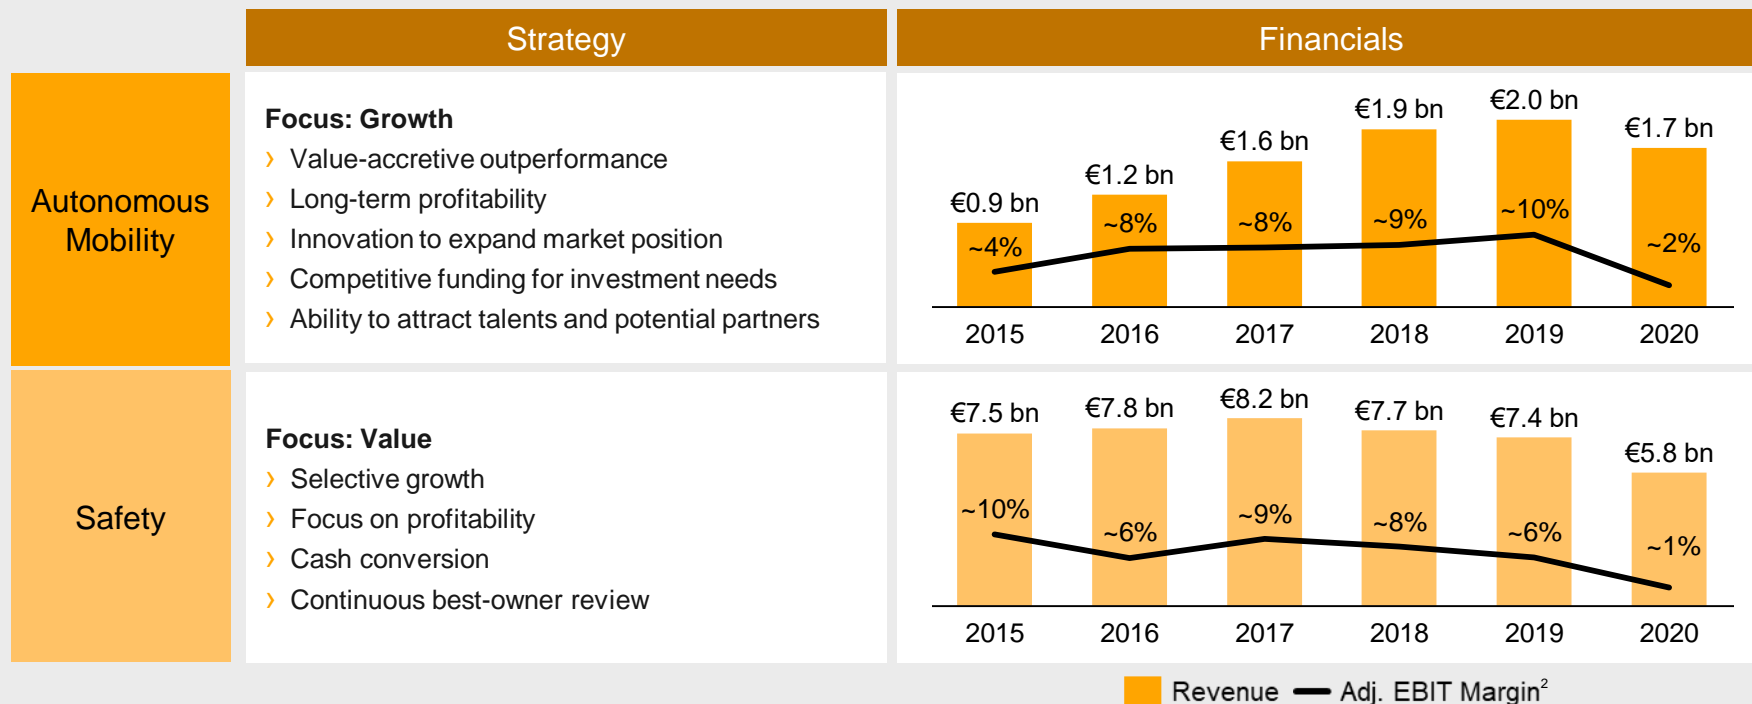 Strategy
Financials
Autonomous
Mobility
Focus: Growth
› Value-accretive outperformance
› Long-term profitability
› Innovation to expand market position
› Competitive funding for investment needs
› Ability to attract talents and potential partners
€0.9 bn
€1.2 bn
€1.6 bn
€1.9 bn
€2.0 bn
€1.7 bn
~4%
~8%
~8%
~9%
~10%
~2%
2015 2016 2017 2018 2019 2020
Safety
Focus: Value
› Selective growth
› Focus on profitability
› Cash conversion
› Continuous best-owner review
€7.5 bn
€7.8 bn
€8.2 bn
€7.7 bn
€7.4 bn
€5.8 bn
~10%
~6%
~9%
~8%
~6%
~1%
2015 2016 2017 2018 2019 2020
Revenue Adj. EBIT Margin²